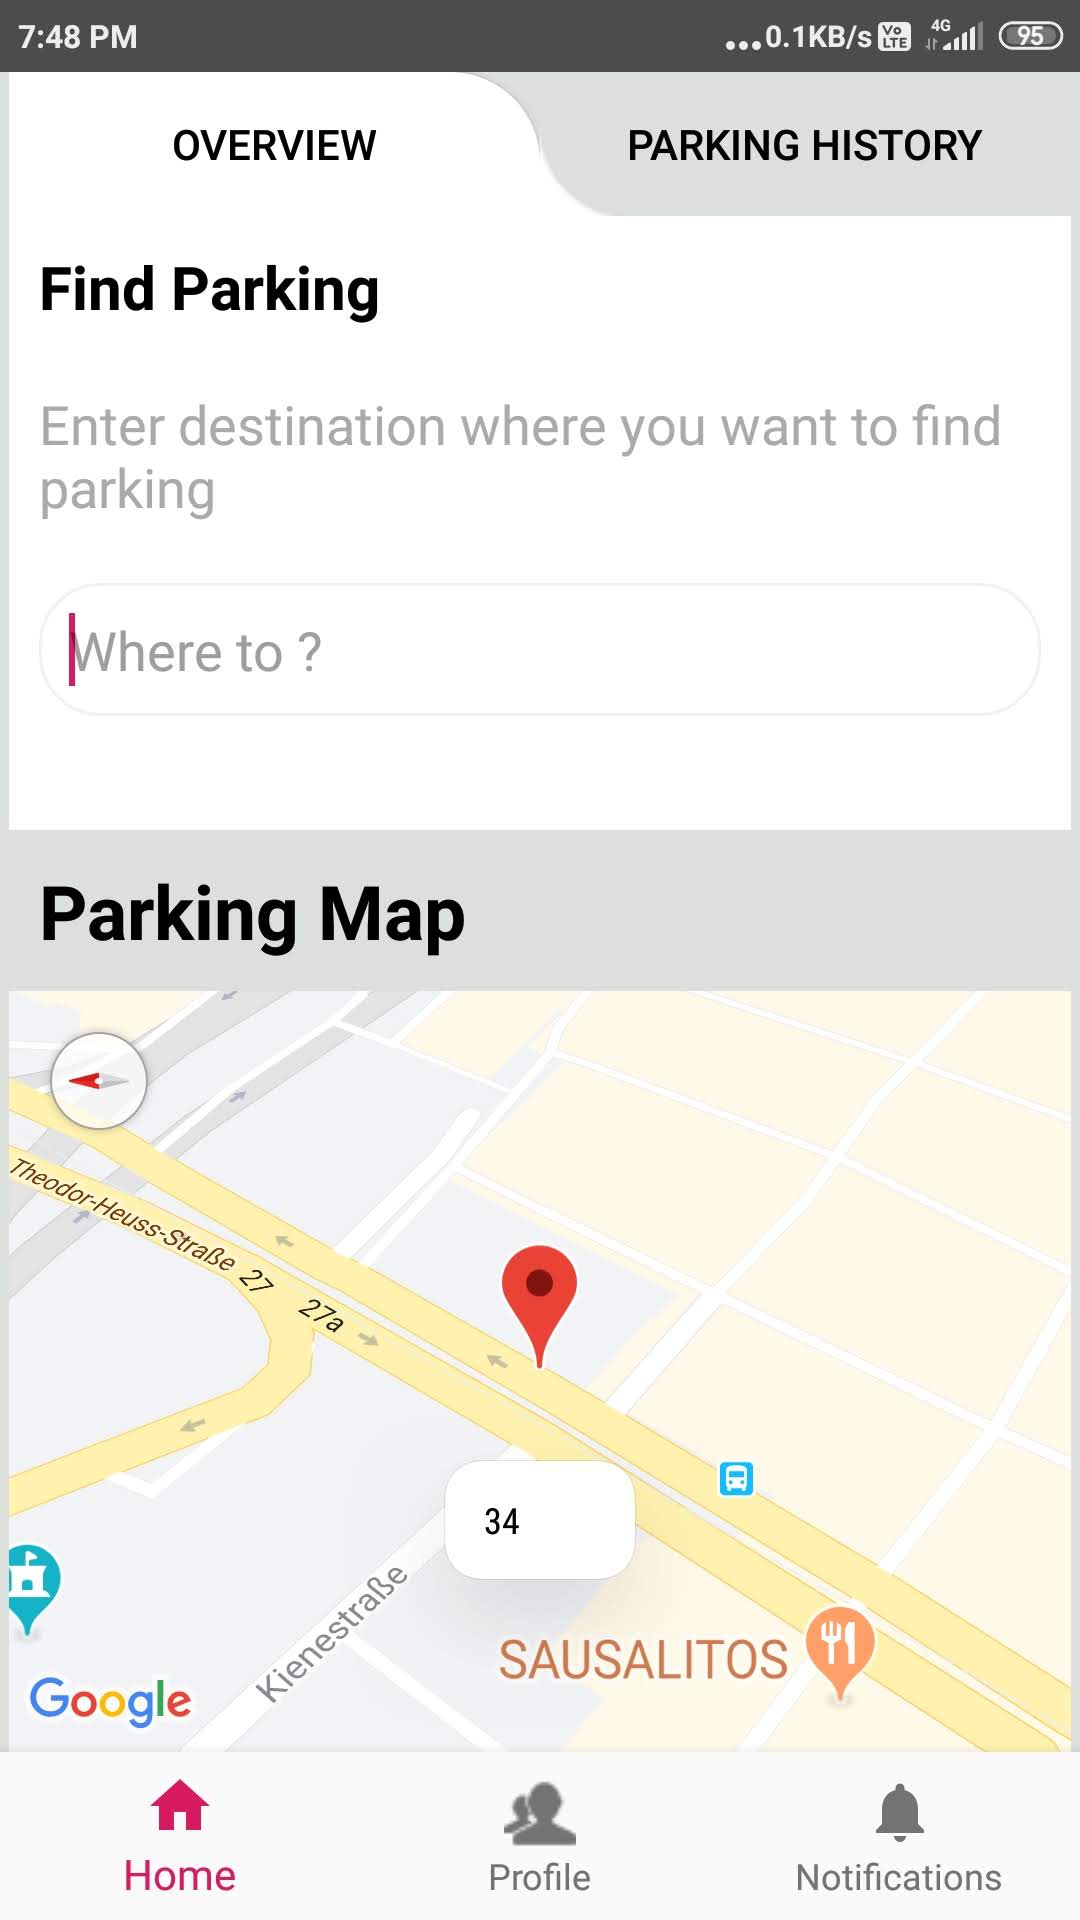 7:48 PM
...0.1KB/s Vo LTE 4G 95
OVERVIEW
PARKING HISTORY
Find Parking
Enter destination where you want to find
parking
Where to ?
Parking Map
Theodor-Heuss-Straße
27
27a
34
Kienestraße
SAUSALITOS
Google
Home
Profile
Notifications